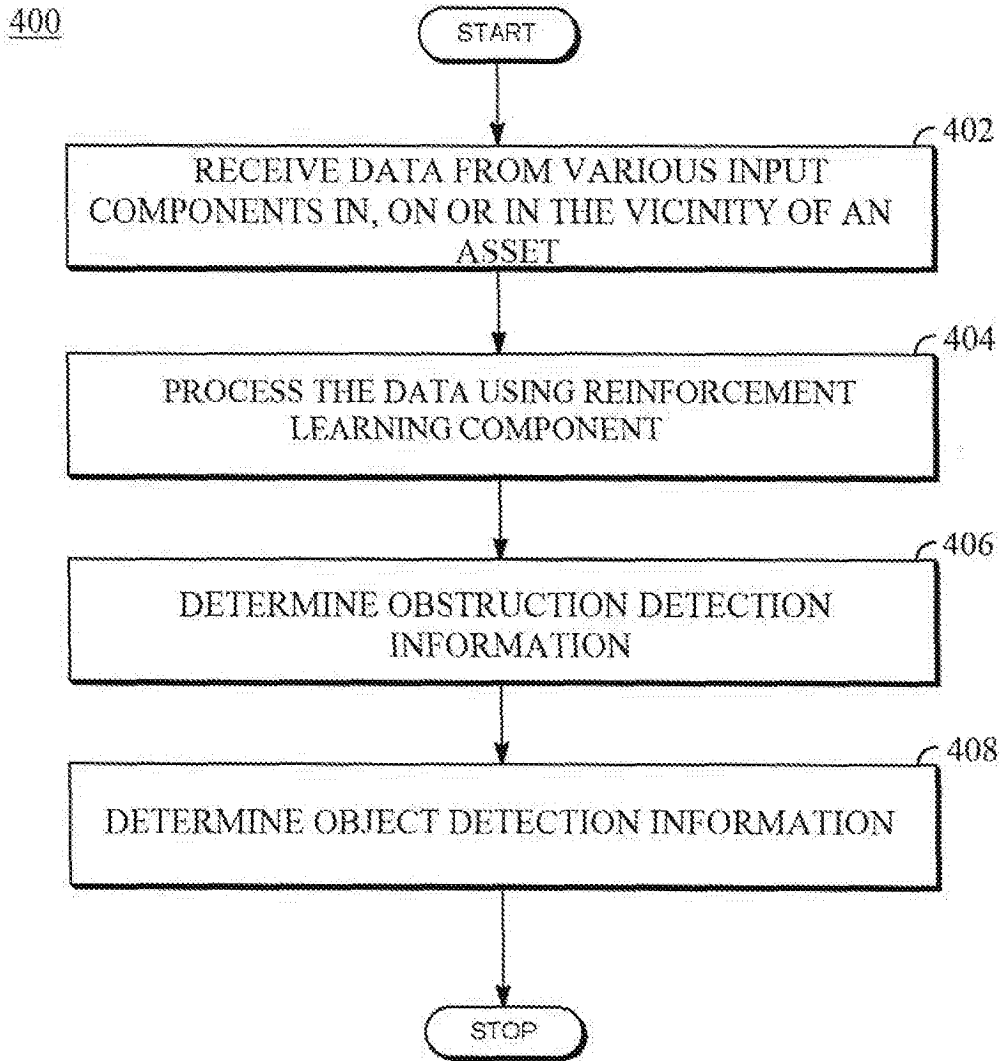 400
START
402
RECEIVE DATA FROM VARIOUS INPUT
COMPONENTS IN, ON OR IN THE VICINITY OF AN
ASSET
404
PROCESS THE DATA USING REINFORCEMENT
LEARNING COMPONENT
406
DETERMINE OBSTRUCTION DETECTION
INFORMATION
408
DETERMINE OBJECT DETECTION INFORMATION
STOP